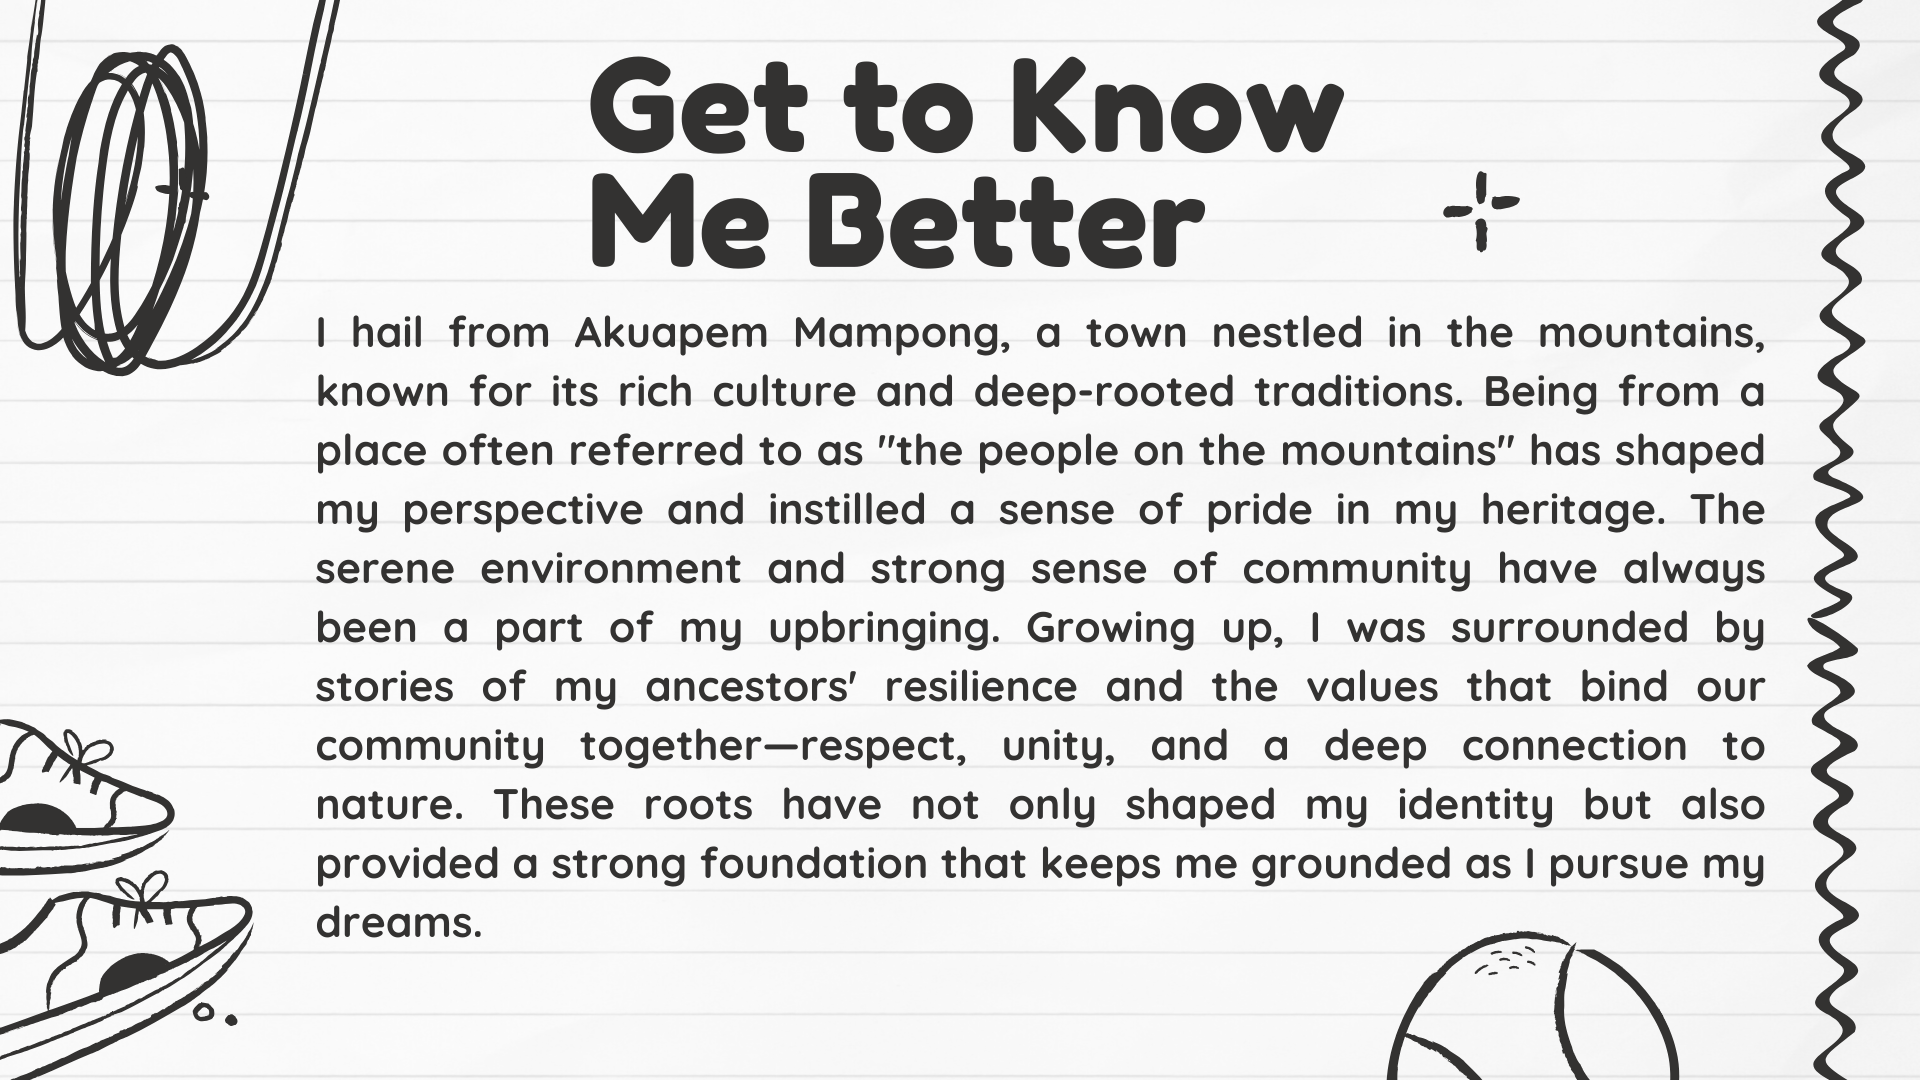 Get to Know
Me Better
I hail from Akuapem Mampong, a town nestled in the mountains,
known for its rich culture and deep-rooted traditions. Being from a
place often referred to as "the people on the mountains" has shaped
my perspective and instilled a sense of pride in my heritage. The
serene environment and strong sense of community have always
been a part of my upbringing. Growing up, I was surrounded by
stories of my ancestors' resilience and the values that bind our
community together—respect, unity, and a deep connection to
nature. These roots have not only shaped my identity but also
provided a strong foundation that keeps me grounded as I pursue my
dreams.